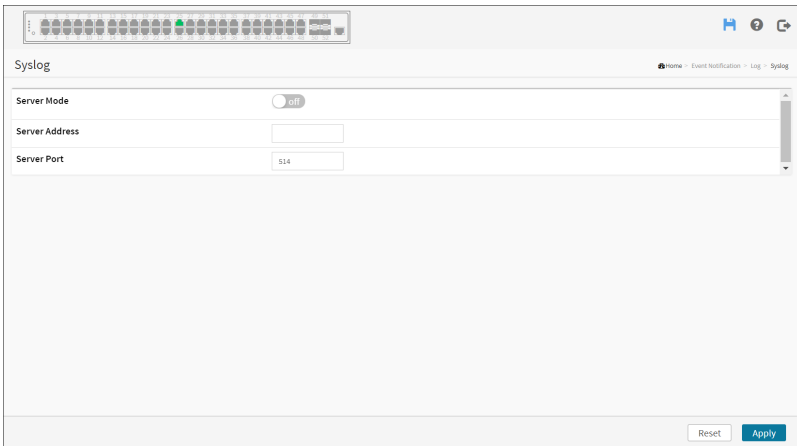 Syslog
Home > Event Notification > Log > Syslog
Server Mode
off
Server Address
Server Port
514
Reset
Apply